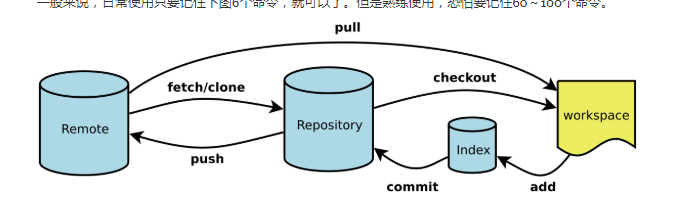 一般来说，日常使用只要记住下图6个命令，就可以了。但是熟练使用，恐怕要记住60～100个命令。
pull
fetch/clone
checkout
Remote
Repository
workspace
push
Index
commit
add